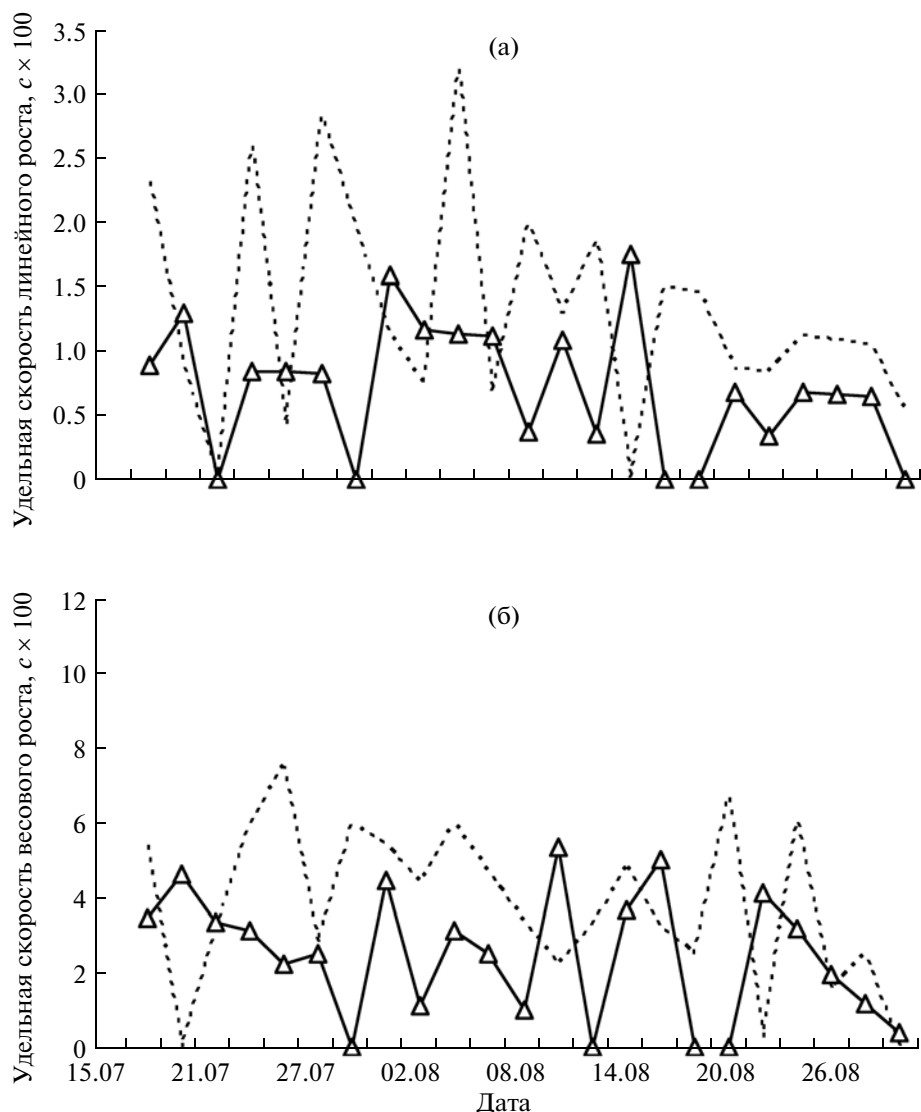 (а)
Удельная скорость линейного роста, c × 100
3.5
3.0
2.5
2.0
1.5
1.0
0.5
0
(б)
Удельная скорость весового роста, c × 100
12
10
8
6
4
2
0
15.07 21.07 27.07 02.08 08.08 14.08 20.08 26.08
Дата